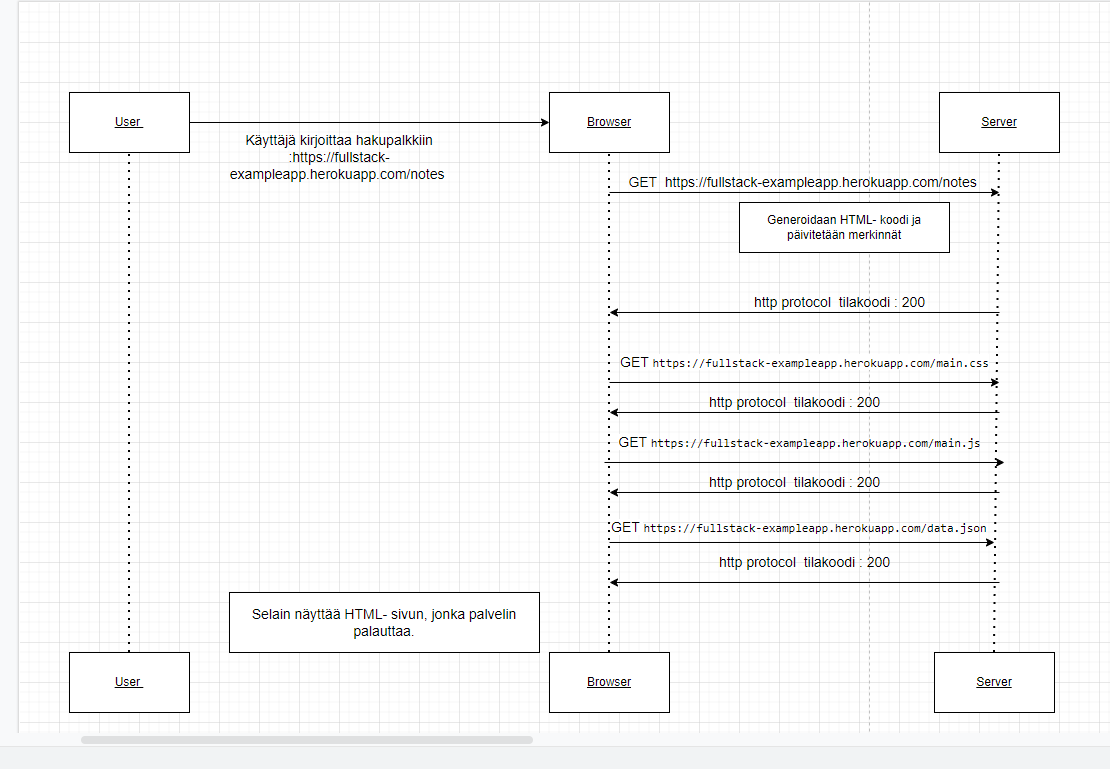 User
Browser
Server
Käyttäjä kirjoittaa hakupalkkiin
:https://fullstack-
exampleapp.herokuapp.com/notes
GET  https://fullstack-exampleapp.herokuapp.com/notes
Generoidaan HTML- koodi ja
päivitetään merkinnät
http protocol  tilakoodi : 200
GET https://fullstack-exampleapp.herokuapp.com/main.css
http protocol  tilakoodi : 200
GET https://fullstack-exampleapp.herokuapp.com/main.js
http protocol  tilakoodi : 200
GET https://fullstack-exampleapp.herokuapp.com/data.json
http protocol  tilakoodi : 200
Selain näyttää HTML- sivun, jonka palvelin
palauttaa.
User
Browser
Server